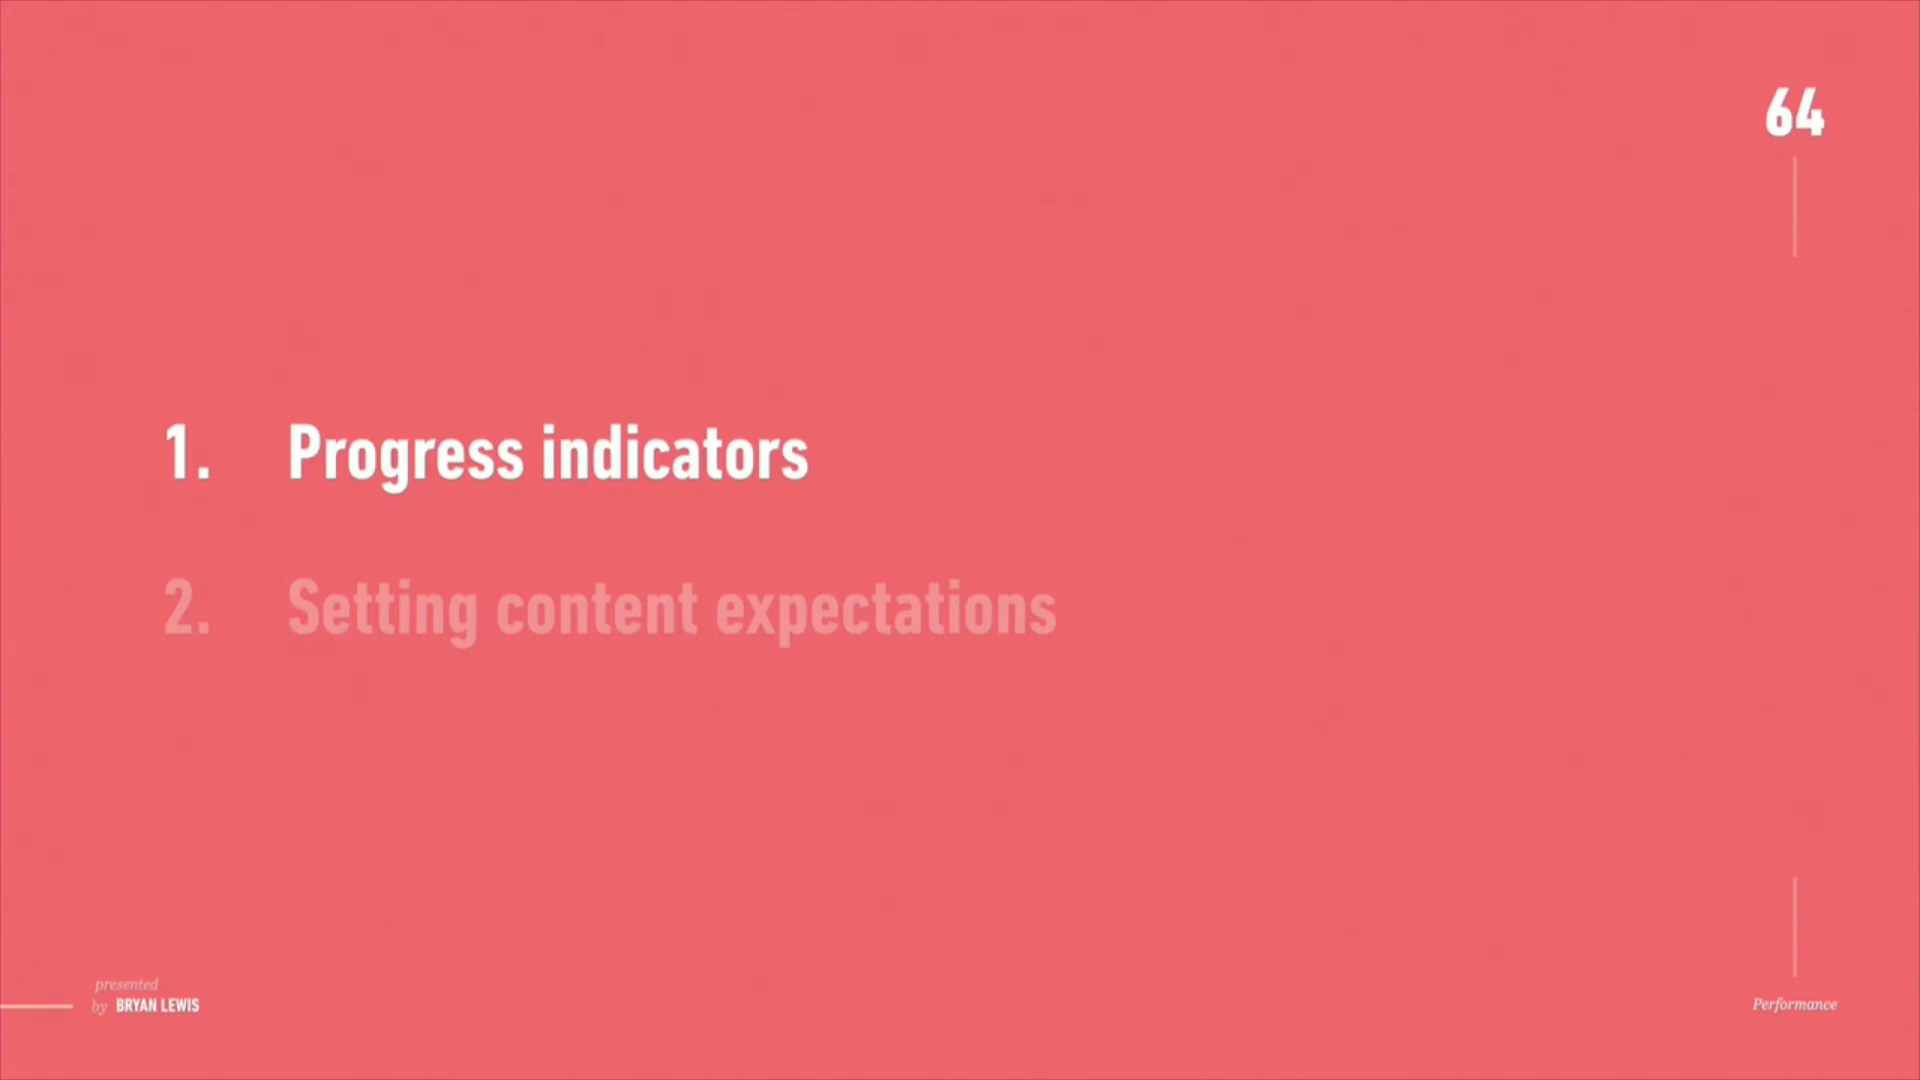 64
1. Progress indicators
2. Setting content expectations
presented
by BRYAN LEWIS
Performance